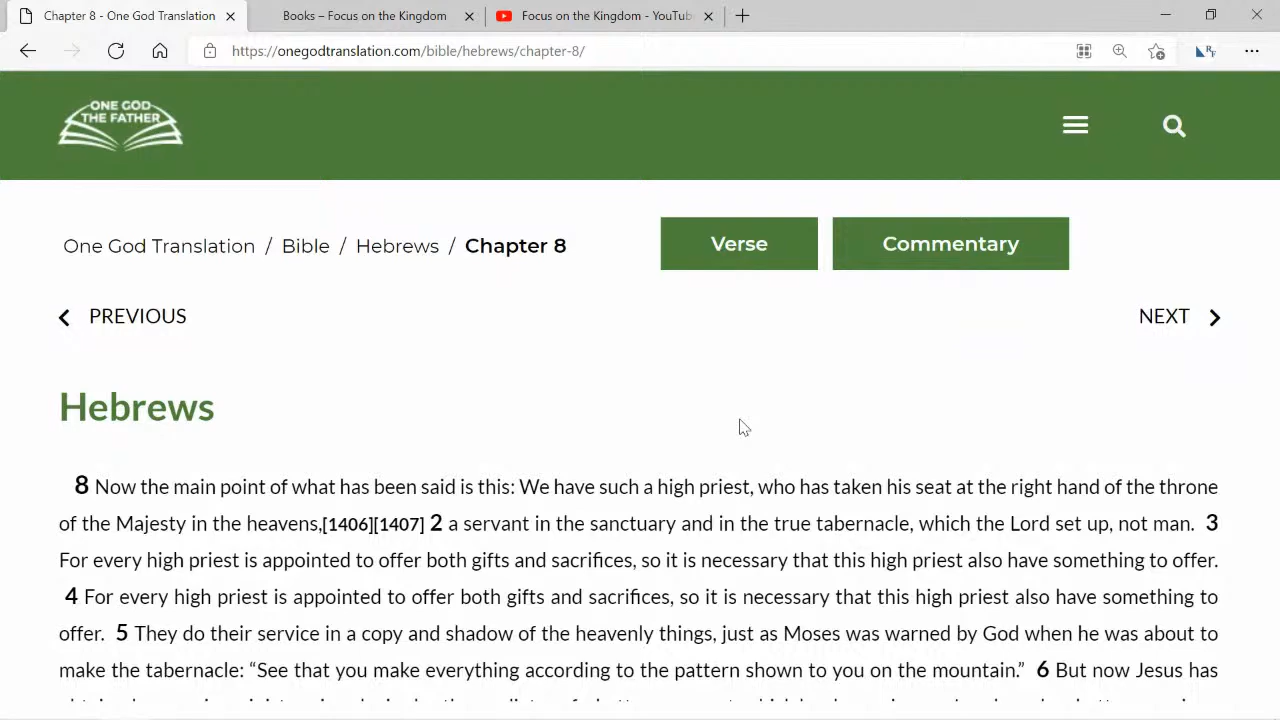 Chapter 8 - One God Translation
Books – Focus on the Kingdom
Focus on the Kingdom - YouTub
https://onegodtranslation.com/bible/hebrews/chapter-8/
RF
ONE GOD
THE FATHER
One God Translation / Bible / Hebrews / Chapter 8
Verse
Commentary
PREVIOUS
NEXT
Hebrews
8 Now the main point of what has been said is this: We have such a high priest, who has taken his seat at the right hand of the throne
of the Majesty in the heavens,[1406][1407] 2 a servant in the sanctuary and in the true tabernacle, which the Lord set up, not man. 3
For every high priest is appointed to offer both gifts and sacrifices, so it is necessary that this high priest also have something to offer.
4 For every high priest is appointed to offer both gifts and sacrifices, so it is necessary that this high priest also have something to
offer. 5 They do their service in a copy and shadow of the heavenly things, just as Moses was warned by God when he was about to
make the tabernacle: “See that you make everything according to the pattern shown to you on the mountain.” 6 But now Jesus has